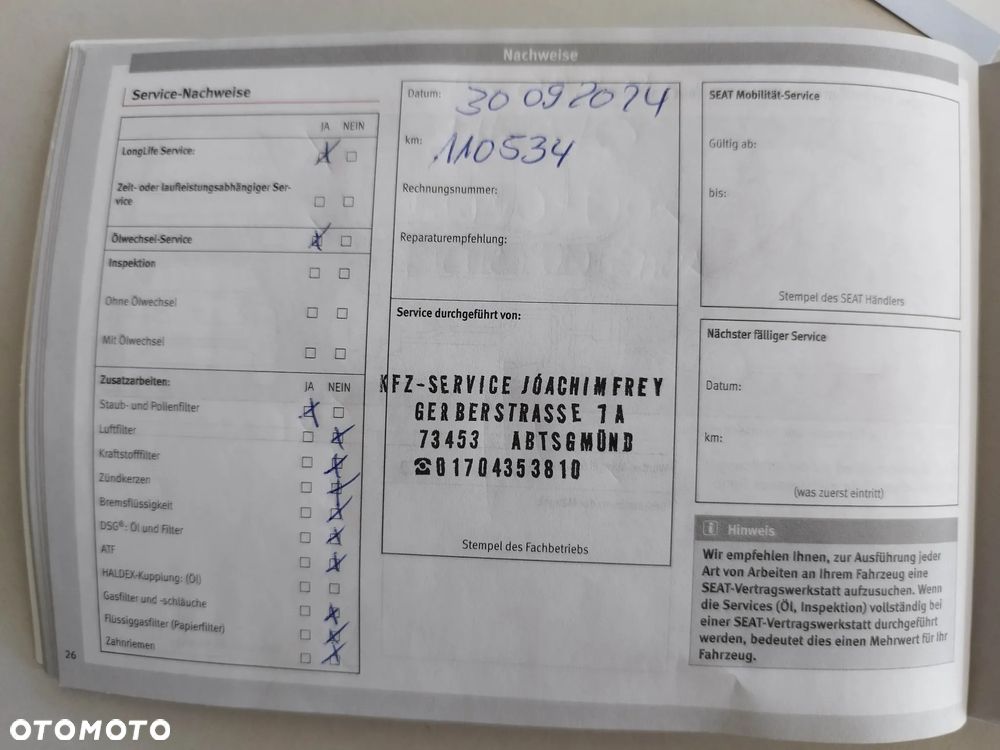 Nachweise
Service-Nachweise
JA NEIN
LongLife Service:
Zeit- oder laufleistungsabhängiger Ser-
vice
Ölwechsel-Service
Inspektion
Ohne Ölwechsel
Mit Ölwechsel
Zusatzarbeiten: JA NEIN
Staub- und Pollenfilter
Luftfilter
Kraftstofffilter
Zündkerzen
Bremsflüssigkeit
DSG®: Öl und Filter
ATF
HALDEX-Kupplung: (Öl)
Gasfilter und -schläuche
Flüssiggasfilter (Papierfilter)
Zahnriemen
26
Datum: 30 09 2024
km: 110534
Rechnungsnummer:
Reparaturempfehlung:
Service durchgeführt von:
KFZ-SERVICE JOACHIM FREY
GERBERSTRASSE 7A
73453 ABTSGMÜND
☎01704353810
Stempel des Fachbetriebs
SEAT Mobilität-Service
Gültig ab:
bis:
Stempel des SEAT Händlers
Nächster fälliger Service
Datum:
km:
(was zuerst eintritt)
i Hinweis
Wir empfehlen Ihnen, zur Ausführung jeder
Art von Arbeiten an Ihrem Fahrzeug eine
SEAT-Vertragswerkstatt aufzusuchen. Wenn
die Services (Öl, Inspektion) vollständig bei
einer SEAT-Vertragswerkstatt durchgeführt
werden, bedeutet dies einen Mehrwert für Ihr
Fahrzeug.
OTOMOTO